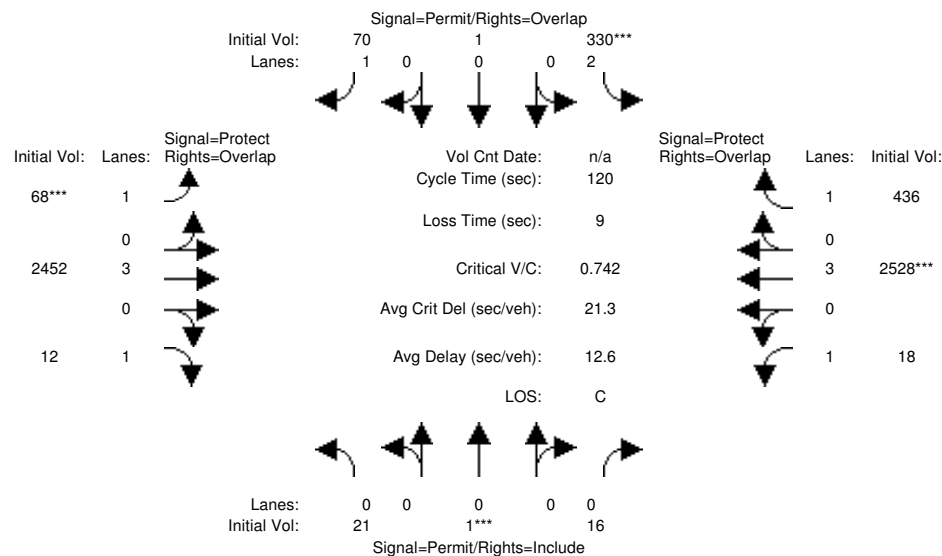 Signal=Permit/Rights=Overlap
Initial Vol: 70 1 330***
Lanes: 1 0 0 0 2
Signal=Protect
Initial Vol: Lanes: Rights=Overlap
Vol Cnt Date: n/a
Signal=Protect
Rights=Overlap Lanes: Initial Vol:
Cycle Time (sec): 120
68*** 1
1 436
Loss Time (sec): 9
0
0
2452 3
Critical V/C: 0.742
3 2528***
0
Avg Crit Del (sec/veh): 21.3
0
12 1
Avg Delay (sec/veh): 12.6
1 18
LOS: C
Lanes: 0 0 0 0 0
Initial Vol: 21 1*** 16
Signal=Permit/Rights=Include